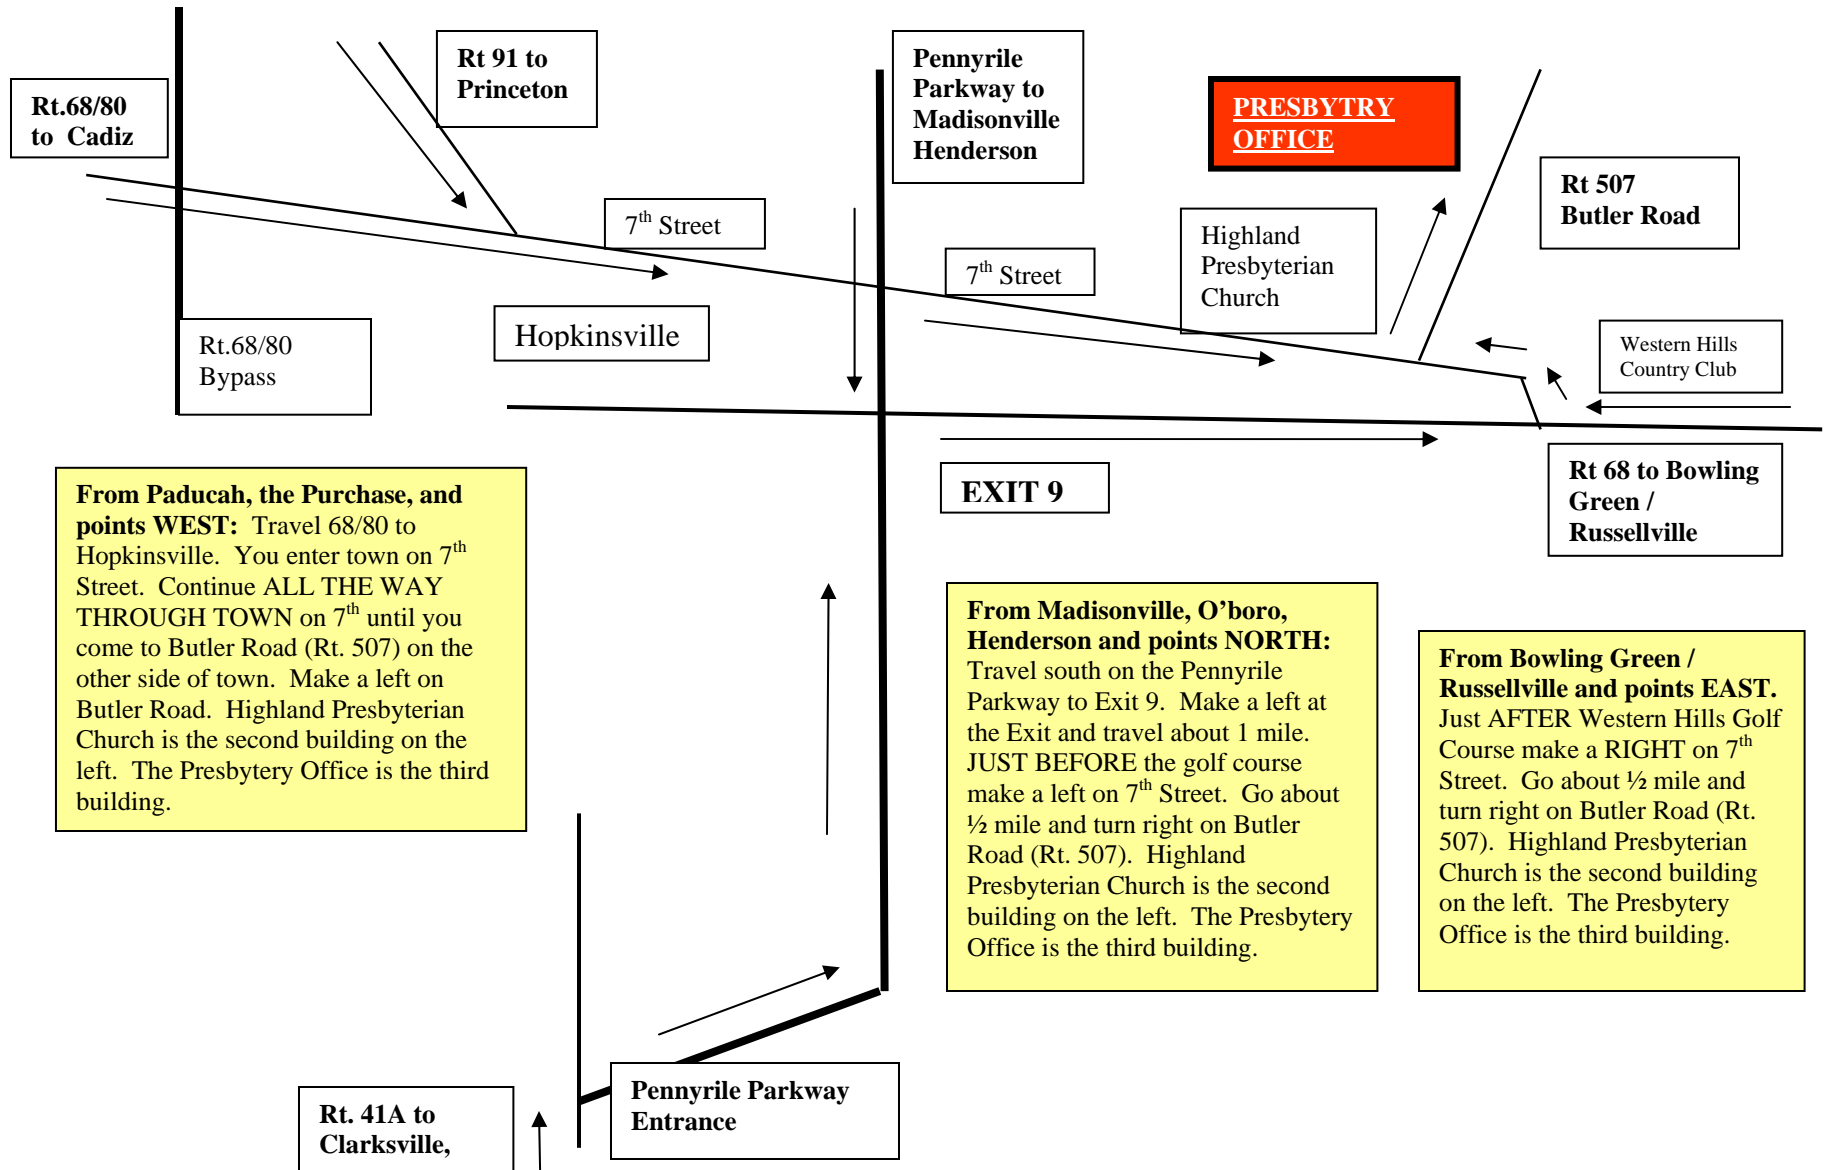 Rt 91 to
Princeton
Pennyrile
Parkway to
Madisonville
Henderson
Rt.68/80
to  Cadiz
PRESBYTRY
OFFICE
Rt 507
Butler Road
7th Street
7th Street
Highland
Presbyterian
Church
Hopkinsville
Rt.68/80
Bypass
Western Hills
Country Club
EXIT 9
Rt 68 to Bowling
Green /
Russellville
From Paducah, the Purchase, and
points WEST:  Travel 68/80 to
Hopkinsville.  You enter town on 7th
Street.  Continue ALL THE WAY
THROUGH TOWN on 7th until you
come to Butler Road (Rt. 507) on the
other side of town.  Make a left on
Butler Road.  Highland Presbyterian
Church is the second building on the
left.  The Presbytery Office is the third
building.
From Madisonville, O’boro,
Henderson and points NORTH:
Travel south on the Pennyrile
Parkway to Exit 9.  Make a left at
the Exit and travel about 1 mile.
JUST BEFORE the golf course
make a left on 7th Street.  Go about
½ mile and turn right on Butler
Road (Rt. 507).  Highland
Presbyterian Church is the second
building on the left.  The Presbytery
Office is the third building.
From Bowling Green /
Russellville and points EAST.
Just AFTER Western Hills Golf
Course make a RIGHT on 7th
Street.  Go about ½ mile and
turn right on Butler Road (Rt.
507).  Highland Presbyterian
Church is the second building
on the left.  The Presbytery
Office is the third building.
Pennyrile Parkway
Entrance
Rt. 41A to
Clarksville,